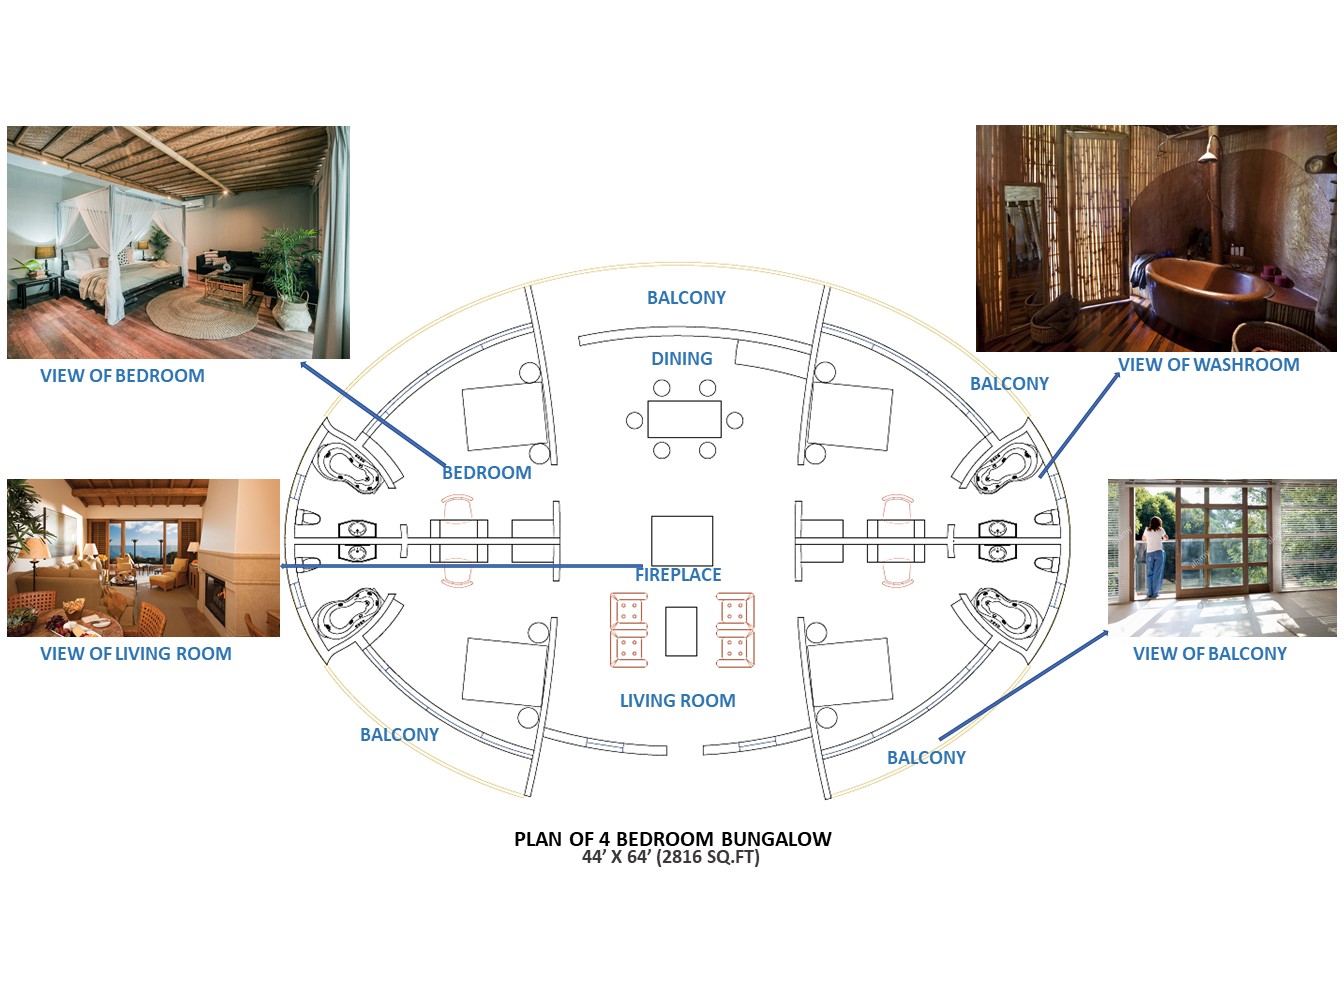 BALCONY
DINING
BALCONY
VIEW OF BEDROOM
VIEW OF WASHROOM
BEDROOM
FIREPLACE
VIEW OF LIVING ROOM
VIEW OF BALCONY
LIVING ROOM
BALCONY
BALCONY
PLAN OF 4 BEDROOM BUNGALOW
44’ X 64’ (2816 SQ.FT)